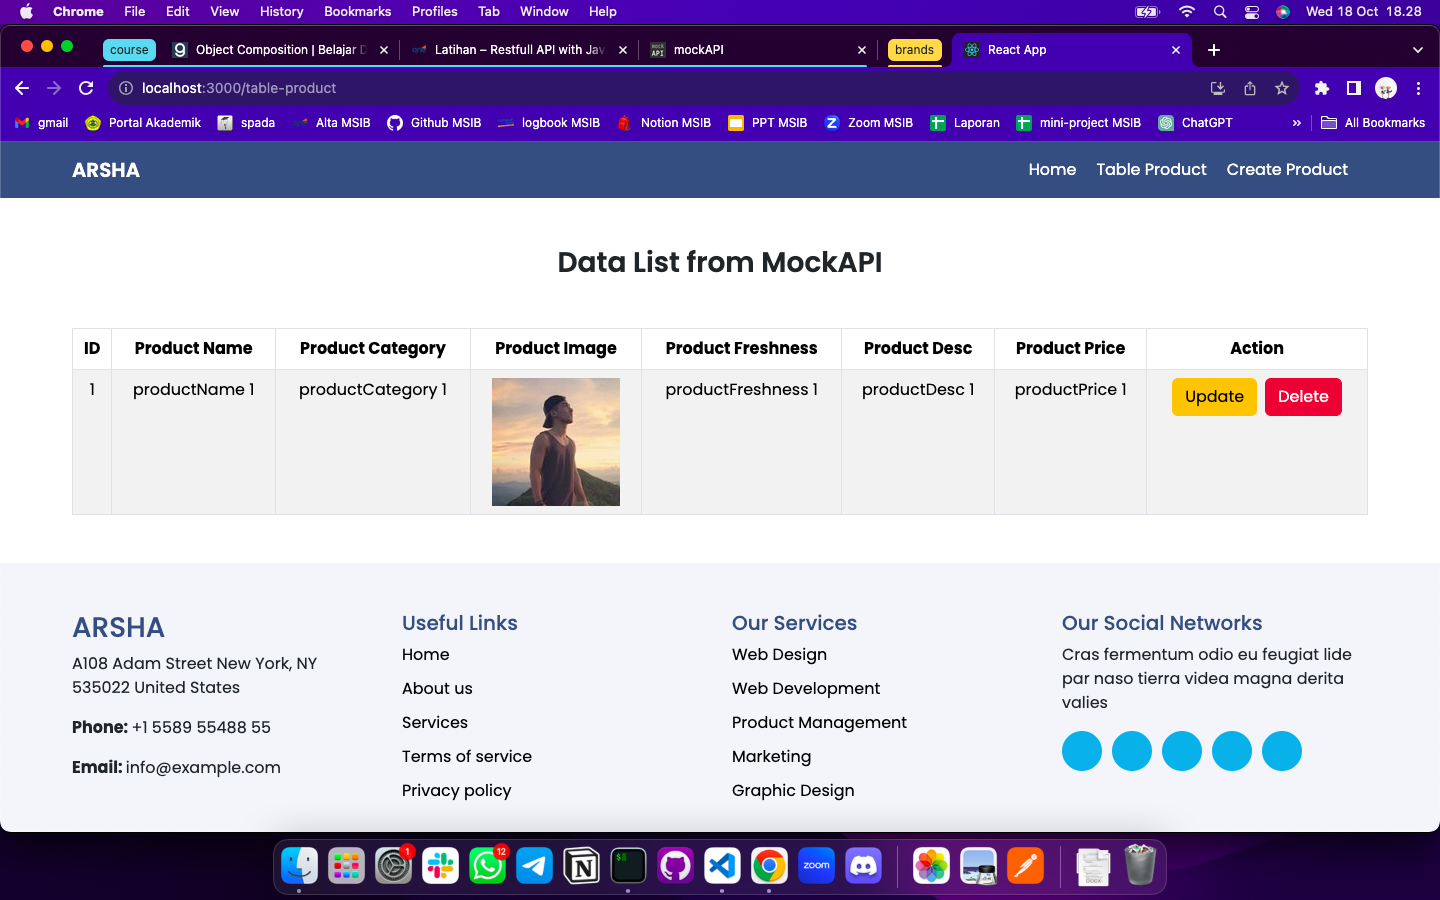 Chrome File Edit View History Bookmarks Profiles Tab Window Help Wed 18 Oct 18.28
course Object Composition | Belajar D Latihan – Restfull API with Jav mockAPI brands React App
localhost:3000/table-product
gmail Portal Akademik spada Alta MSIB Github MSIB logbook MSIB Notion MSIB PPT MSIB Zoom MSIB Laporan mini-project MSIB ChatGPT » All Bookmarks
ARSHA Home Table Product Create Product
Data List from MockAPI
ID Product Name Product Category Product Image Product Freshness Product Desc Product Price Action
1 productName 1 productCategory 1 productFreshness 1 productDesc 1 productPrice 1 Update Delete
ARSHA
A108 Adam Street New York, NY
535022 United States
Phone: +1 5589 55488 55
Email: info@example.com
Useful Links
Home
About us
Services
Terms of service
Privacy policy
Our Services
Web Design
Web Development
Product Management
Marketing
Graphic Design
Our Social Networks
Cras fermentum odio eu feugiat lide
par naso tierra videa magna derita
valies
1 12 zoom DOCX